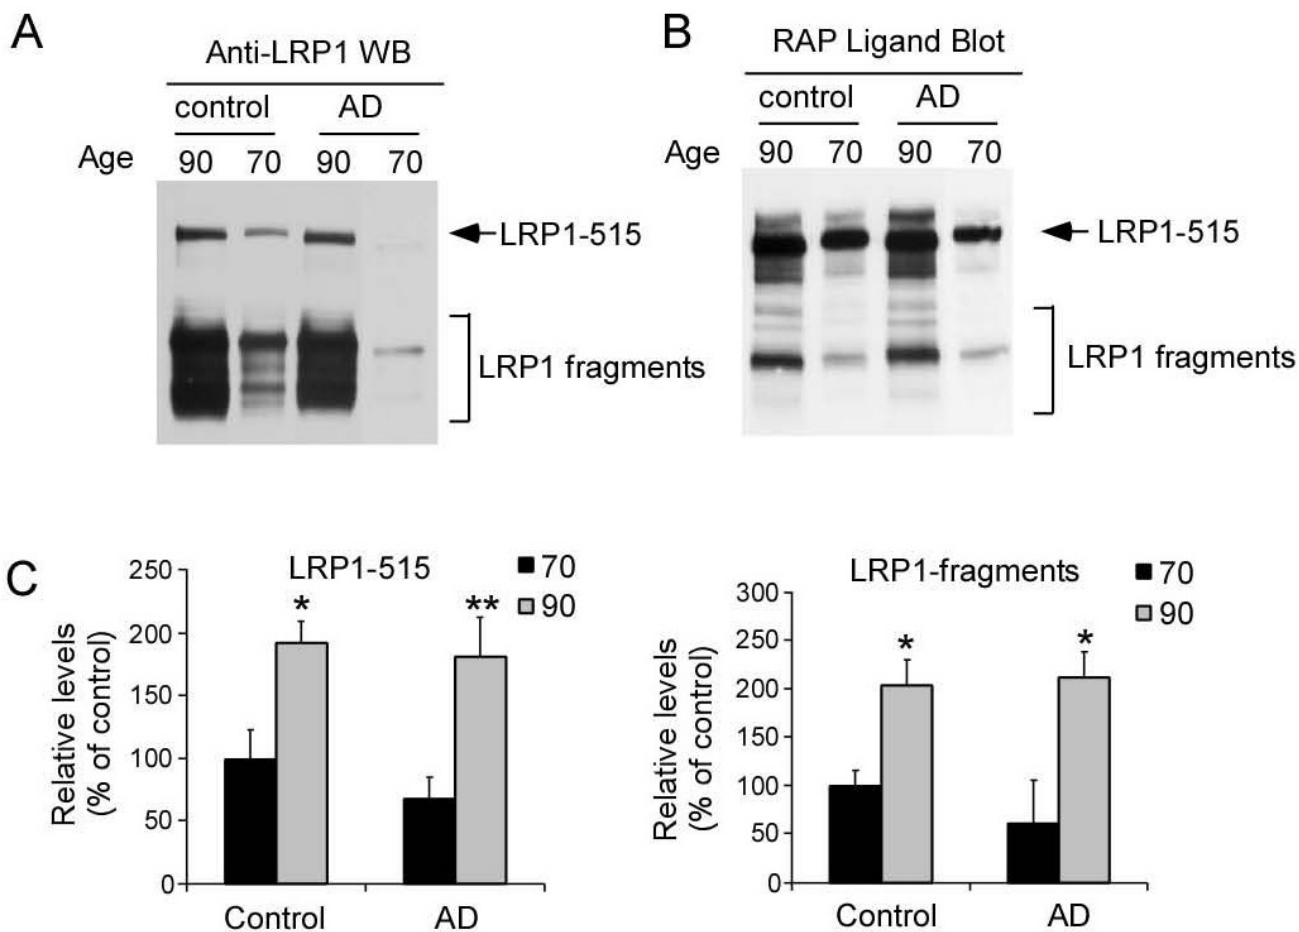 A
Anti-LRP1 WB
control AD
Age 90 70 90 70
LRP1-515
LRP1 fragments
B
RAP Ligand Blot
control AD
Age 90 70 90 70
LRP1-515
LRP1 fragments
C
LRP1-515
70
90
Relative levels
(% of control)
250
200
150
100
50
0
* **
Control AD
LRP1-fragments
70
90
Relative levels
(% of control)
300
250
200
150
100
50
0
* *
Control AD